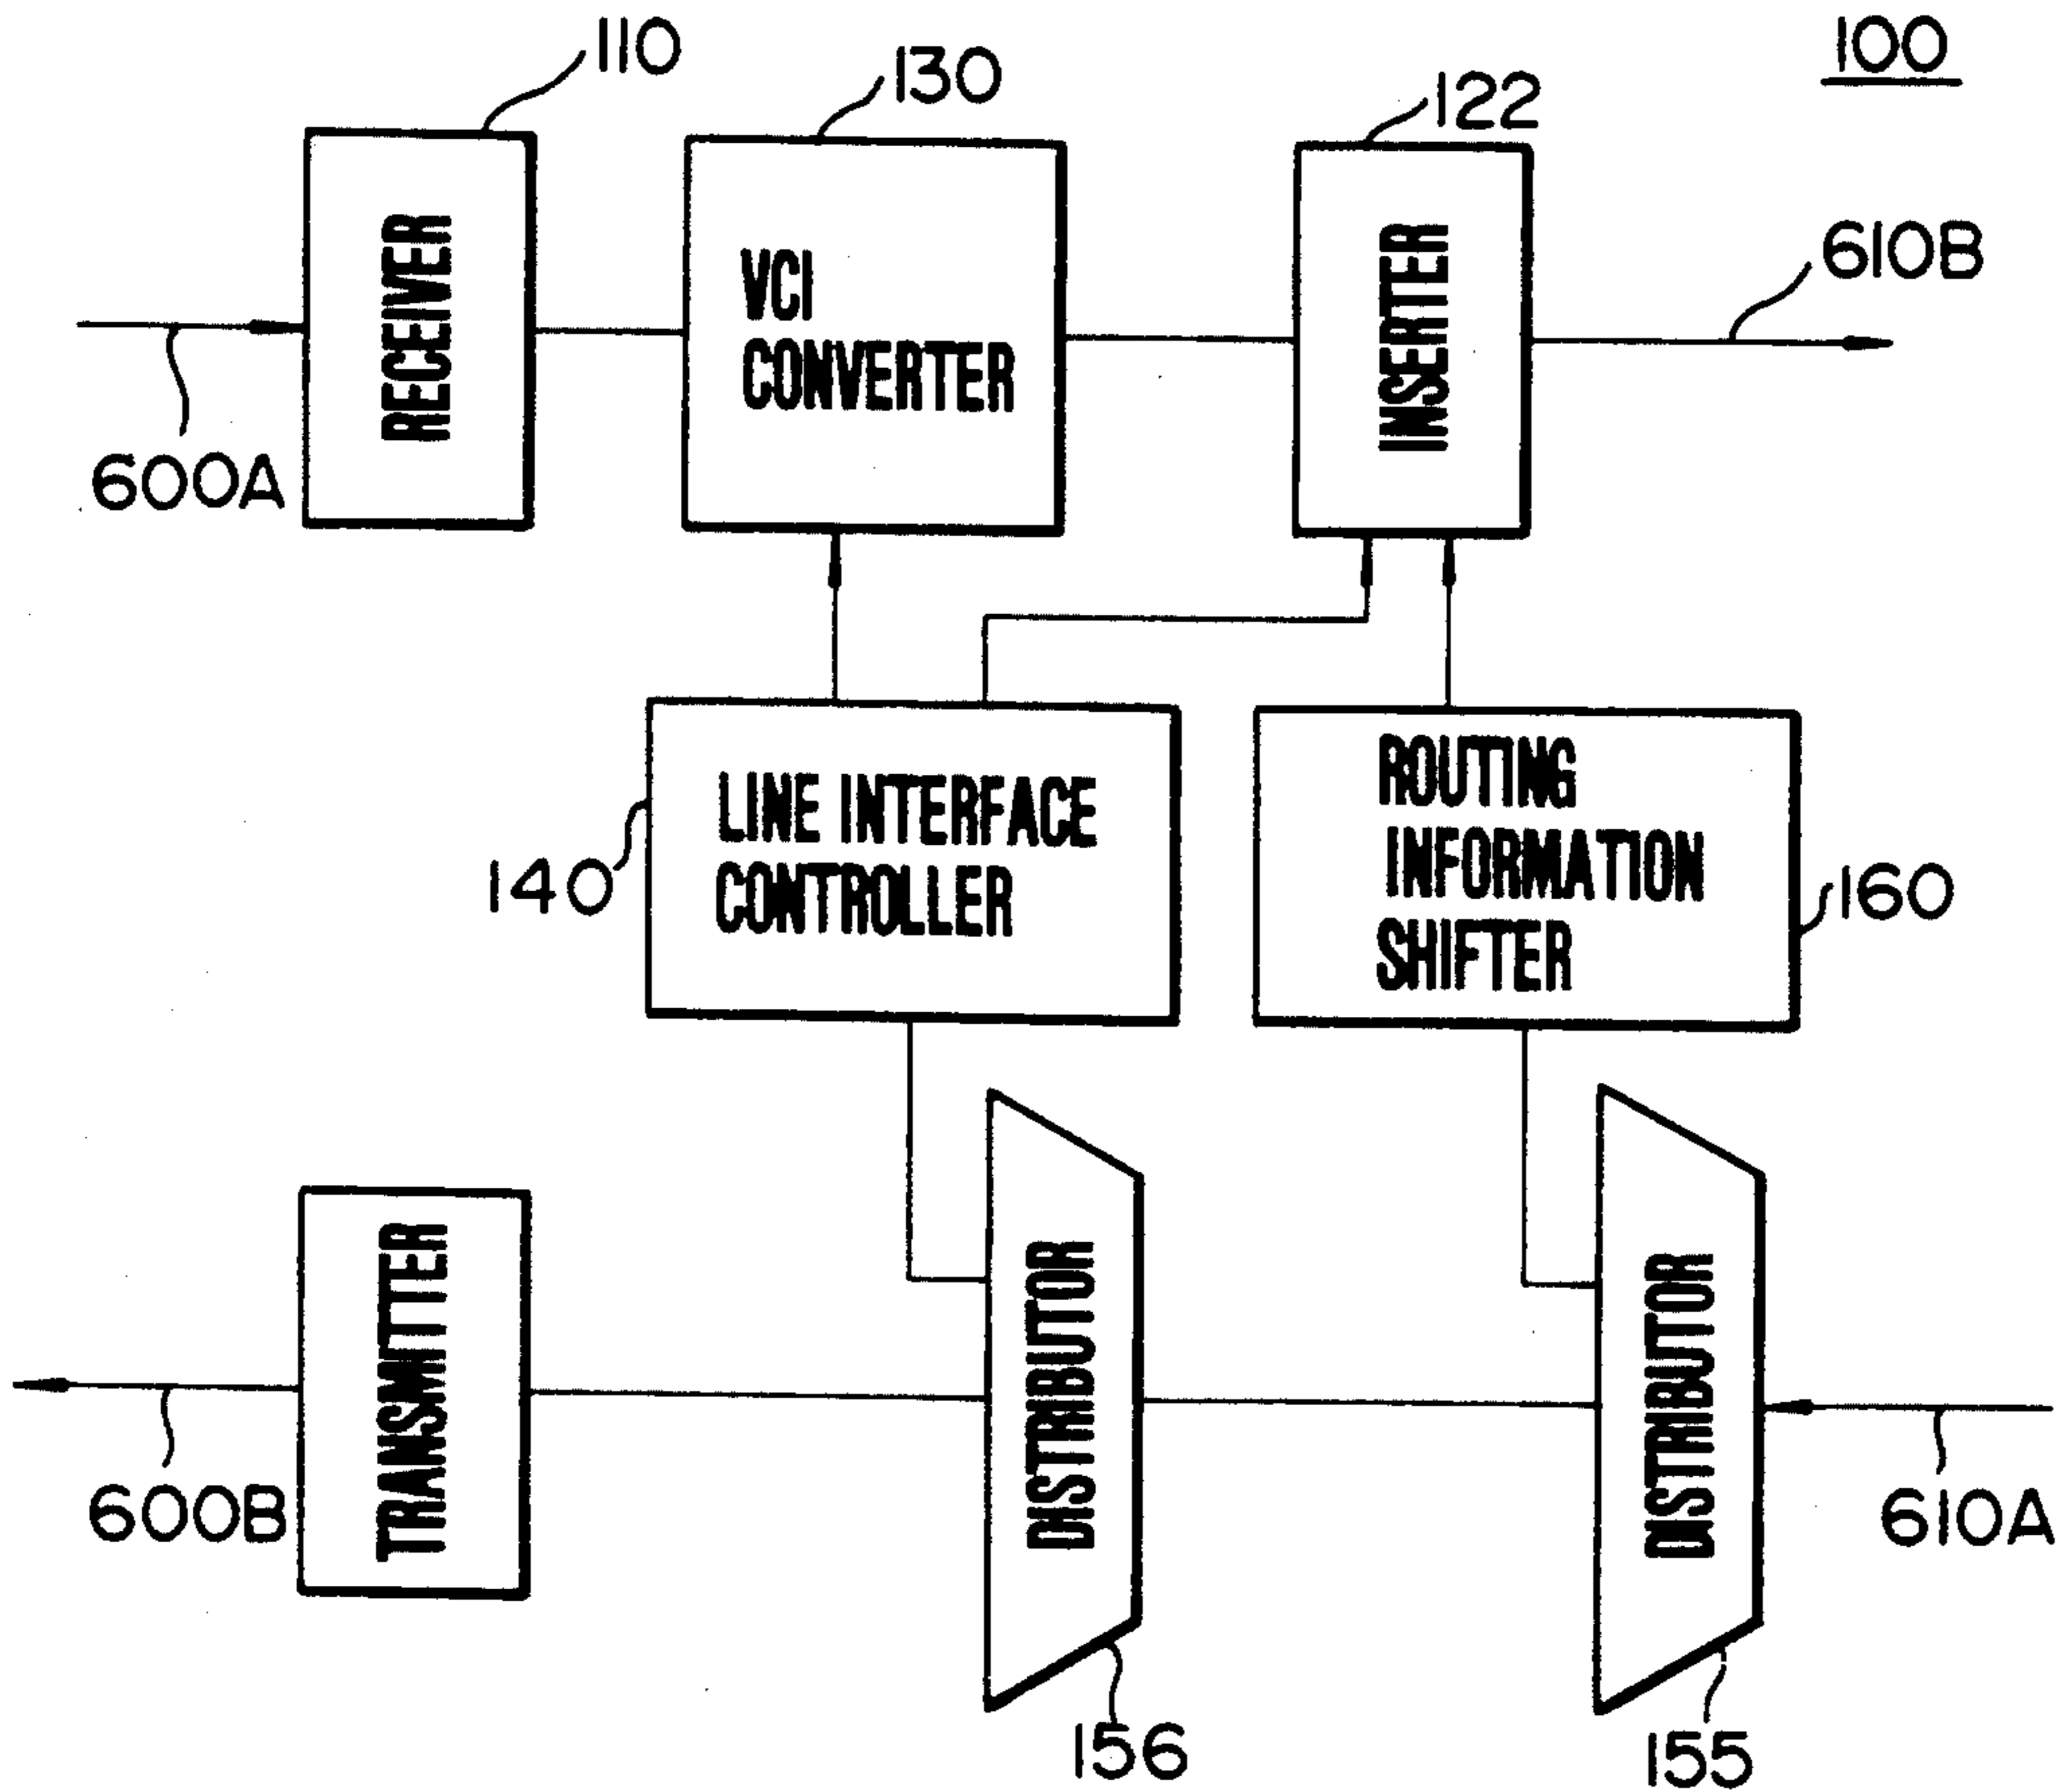 110
130
122
100
RECEIVER
VCI
CONVERTER
INSERTER
610B
600A
LINE INTERFACE
CONTROLLER
140
ROUTING
INFORMATION
SHIFTER
160
TRANSMITTER
DISTRIBUTOR
DISTRIBUTOR
600B
610A
156
155